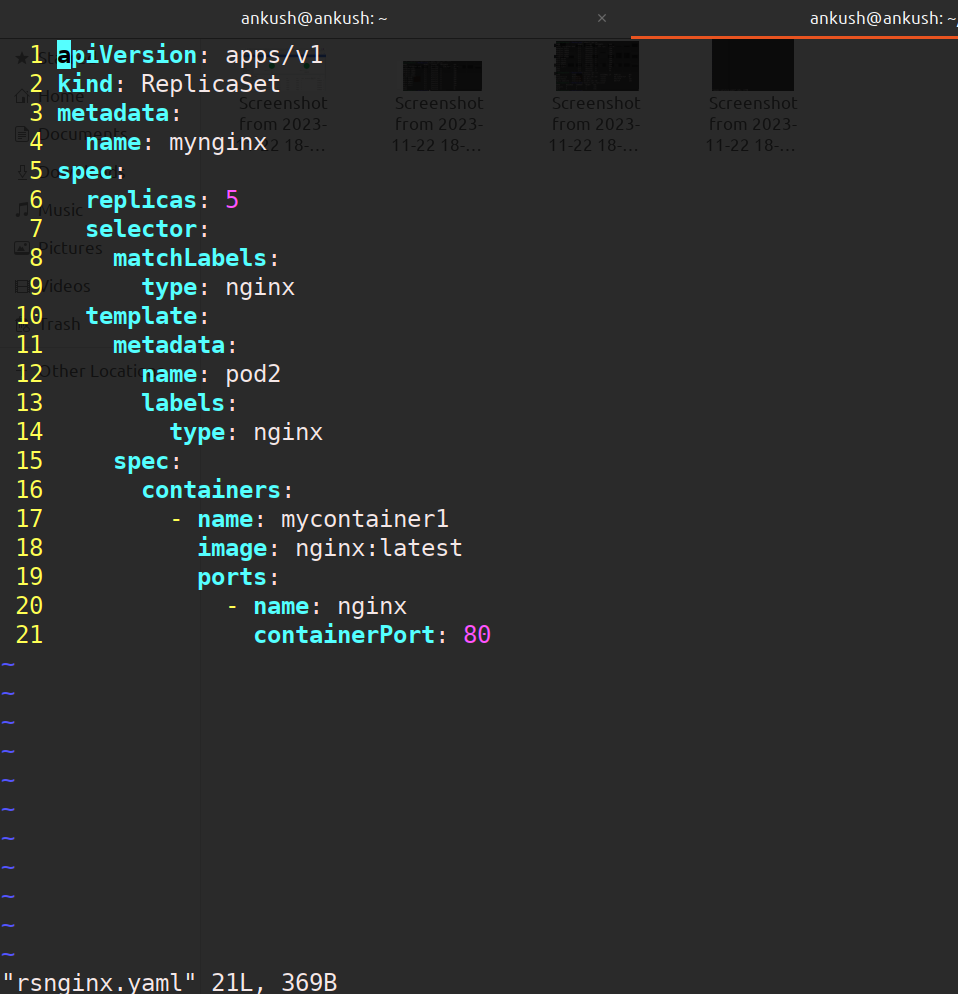 ankush@ankush: ~ × ankush@ankush: ~/
1 apiVersion: apps/v1
2 kind: ReplicaSet
3 metadata:
4   name: mynginx
5 spec:
6   replicas: 5
7   selector:
8     matchLabels:
9       type: nginx
10   template:
11     metadata:
12       name: pod2
13       labels:
14         type: nginx
15     spec:
16       containers:
17         - name: mycontainer1
18           image: nginx:latest
19           ports:
20             - name: nginx
21               containerPort: 80
~
~
~
~
~
~
~
~
~
~
~
"rsnginx.yaml" 21L, 369B
Home
Documents
Music
Pictures
Videos
Trash
Other
Screenshot
from 2023-
22 18-...
Screenshot
from 2023-
11-22 18-...
Screenshot
from 2023-
11-22 18-...
Screenshot
from 2023-
11-22 18-...